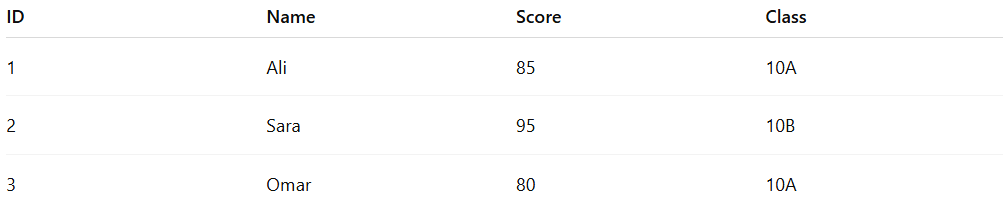 ID Name Score Class
1 Ali 85 10A
2 Sara 95 10B
3 Omar 80 10A